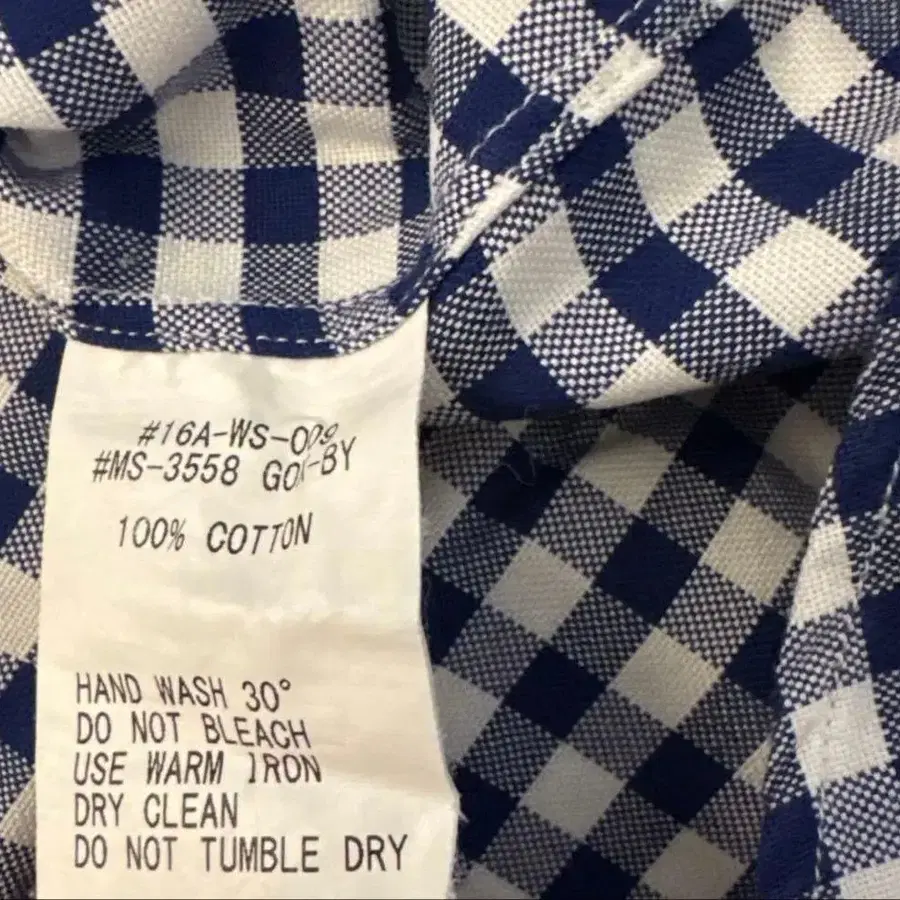 #16A-WS-009
#MS-3558
100% COTTON
HAND WASH 30°
DO NOT BLEACH
USE WARM IRON
DRY CLEAN
DO NOT TUMBLE DRY